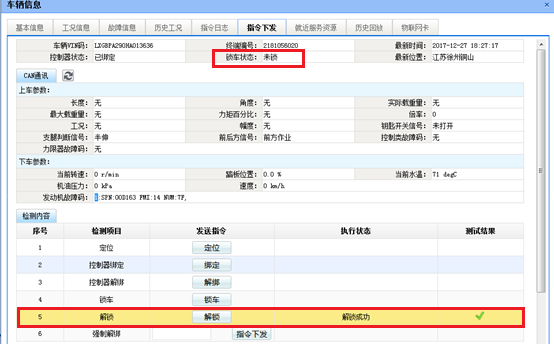 车辆信息
基本信息 工况信息 故障信息 历史工况 指令日志 指令下发 就近服务资源 历史回放 物联网卡
车辆VIN码: LXGBPA290HA013636 终端编号: 2181056020 最新时间: 2017-12-27 18:27:17
控制器状态: 已绑定 锁车状态: 未锁 最新位置: 江苏徐州铜山
CAN通讯
上车参数:
长度: 无 角度: 无 实际载重量: 无
最大载重量: 无 力矩百分比: 无 倍率: 0
工况: 无 幅度: 无 钥匙开关信号: 未打开
支腿判断信号: 半伸 前后方信号: 前方作业 控制类故障码: 无
力限器故障码: 无
下车参数:
当前转速: 0 r/min 踏板位置: 0.0 % 当前水温: 71 degC
机油压力: 0 kPa 速度: 0 km/h
发动机故障码: 1:SPN:00D163 FMI:14 NUM:7F,
检测内容
序号 检测项目 发送指令 执行状态 测试结果
1 定位 定位
2 控制器绑定 绑定
3 控制器解绑 解绑
4 锁车 锁车
5 解锁 解锁 解锁成功
6 强制解绑 指令下发